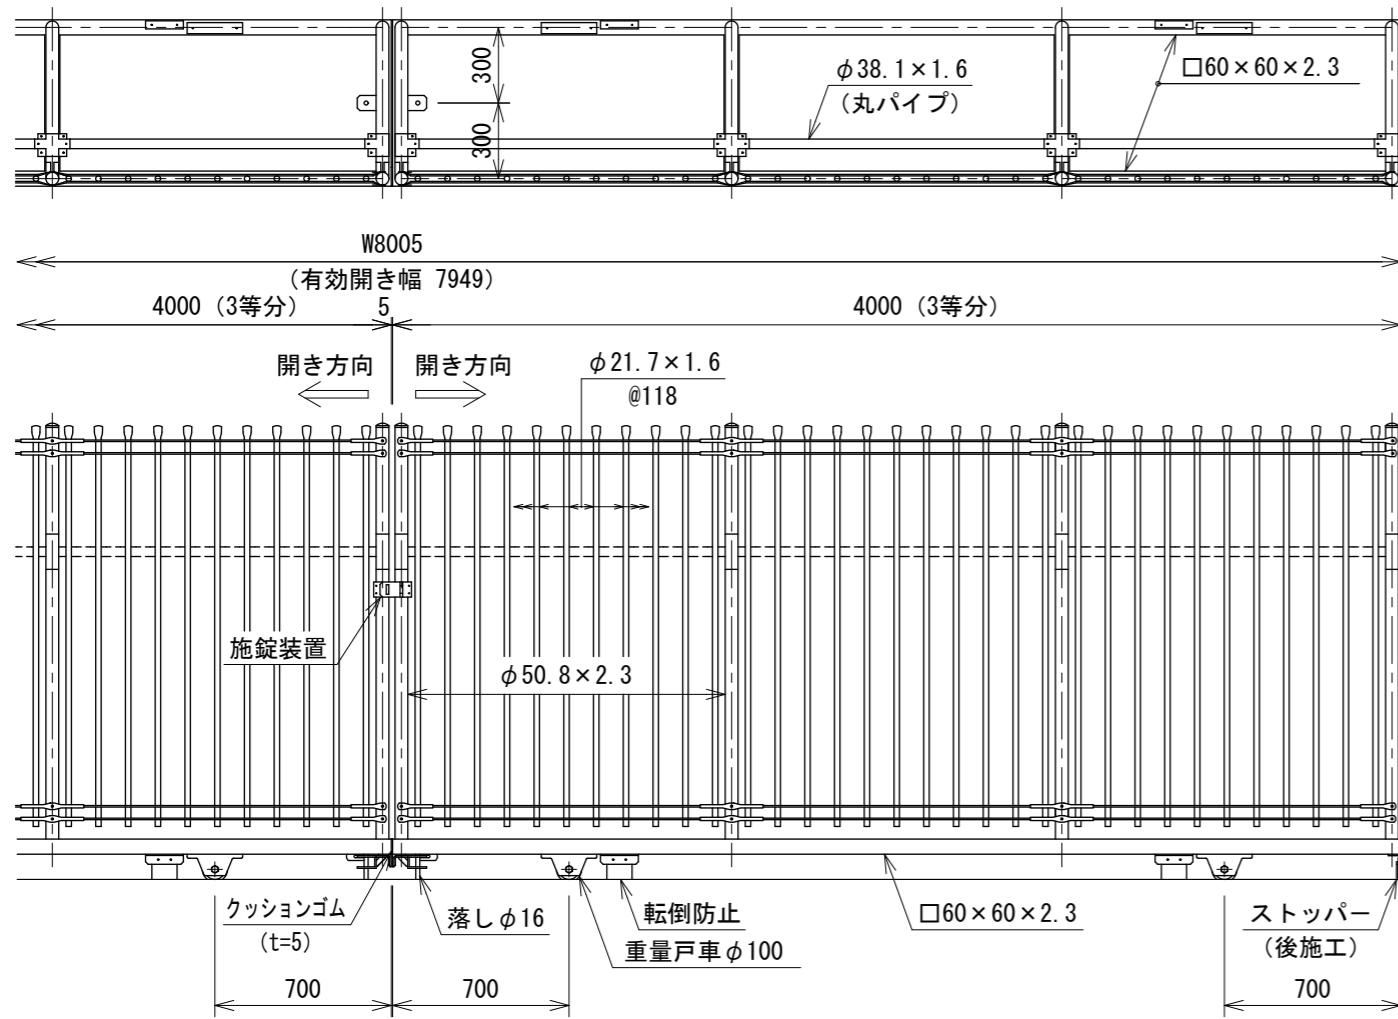 300
300
φ38.1×1.6
(丸パイプ)
□60×60×2.3
W8005
(有効開き幅 7949)
4000 (3等分)
5
4000 (3等分)
開き方向
開き方向
φ21.7×1.6
@118
施錠装置
φ50.8×2.3
クッションゴム
(t=5)
落しφ16
転倒防止
重量戸車φ100
□60×60×2.3
ストッパー
(後施工)
700
700
700